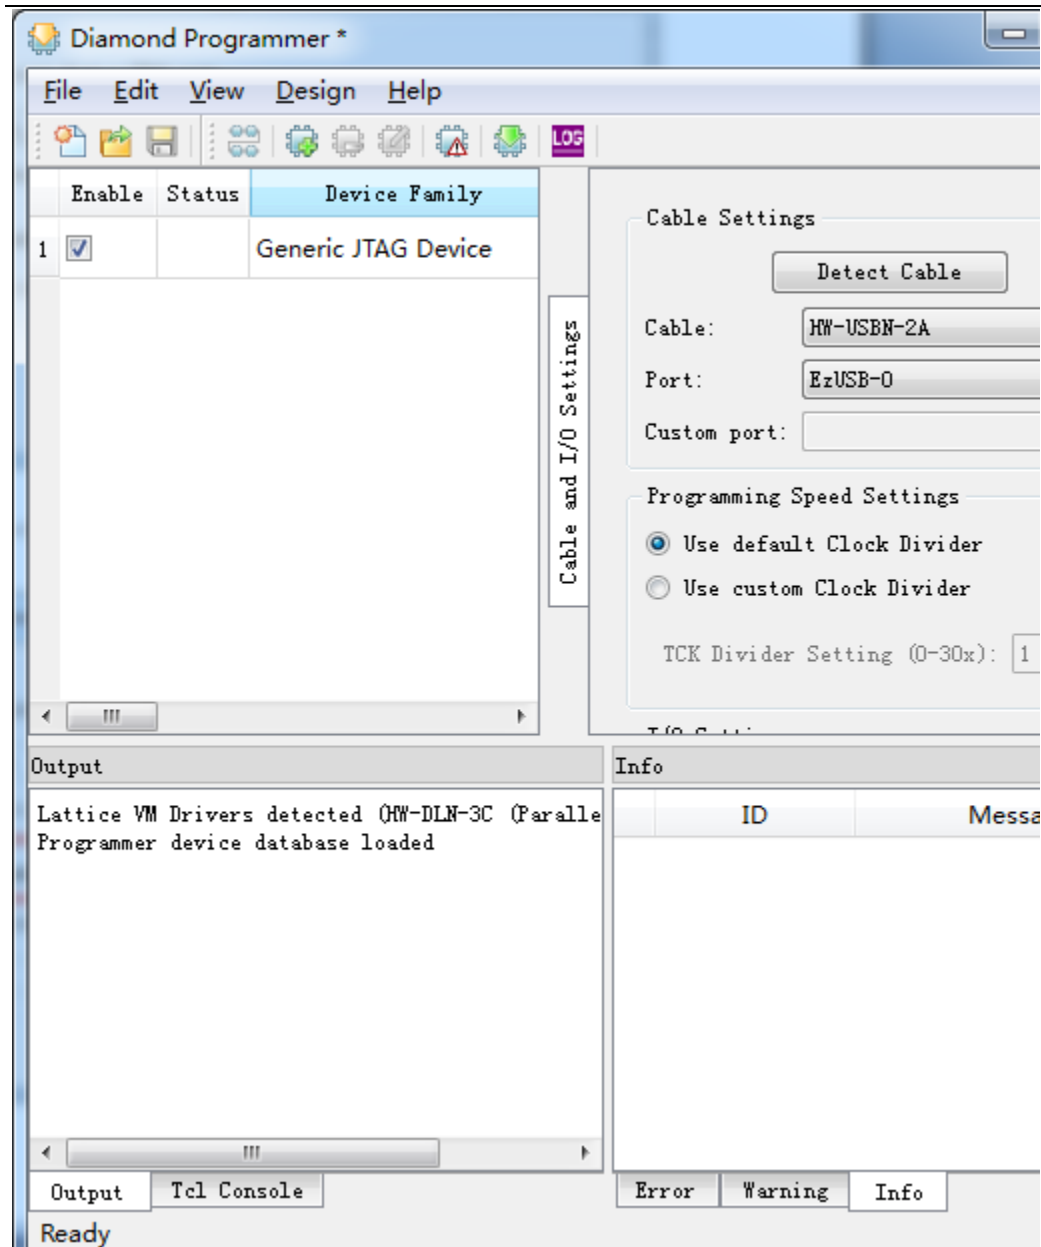 Diamond Programmer *
File Edit View Design Help
LOG
Enable Status Device Family
1 Generic JTAG Device
Cable and I/O Settings
Cable Settings
Detect Cable
Cable: HW-USBN-2A
Port: EzUSB-0
Custom port:
Programming Speed Settings
Use default Clock Divider
Use custom Clock Divider
TCK Divider Setting (0-30x): 1
Output
Lattice VM Drivers detected (HW-DLN-3C (Paralle
Programmer device database loaded
Output Tcl Console
Info
ID Messa
Error Warning Info
Ready